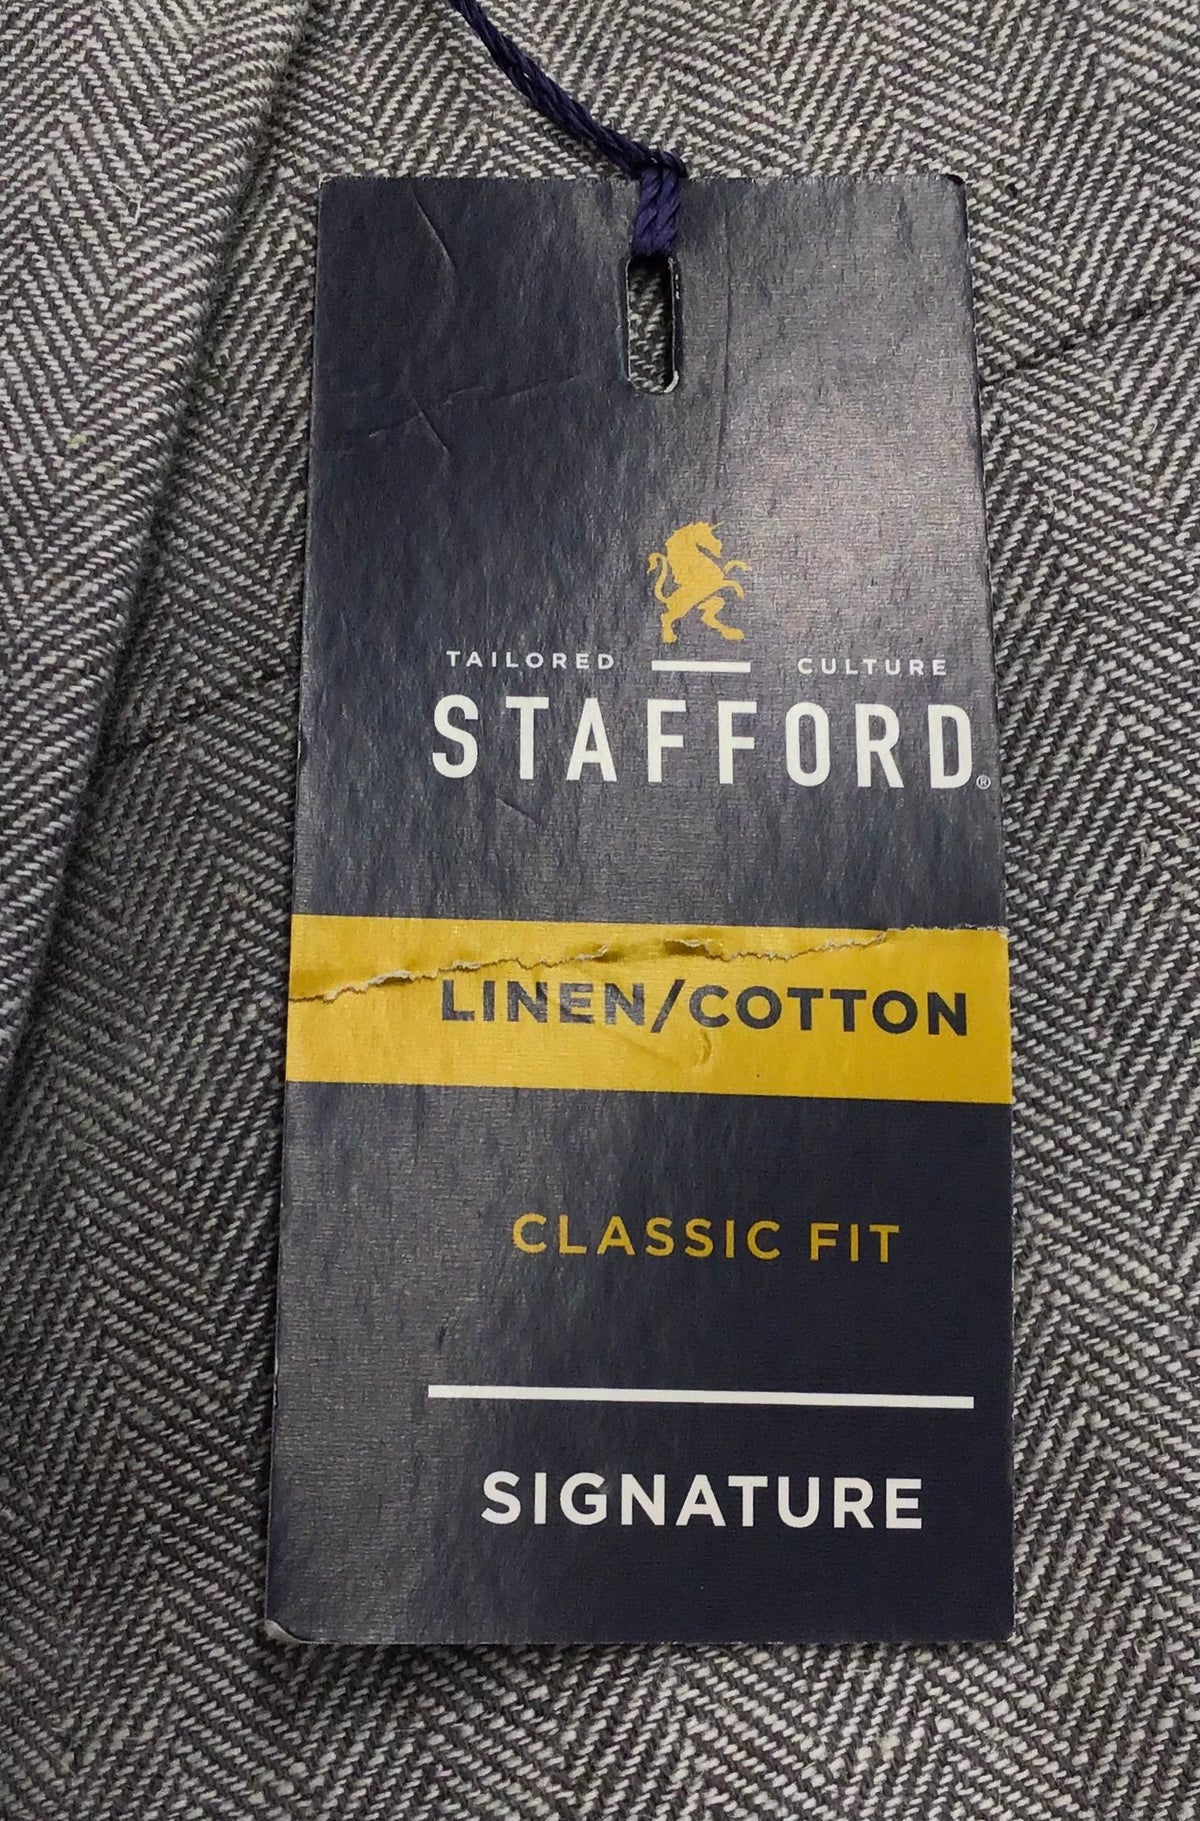 TAILORED CULTURE
STAFFORD®
LINEN/COTTON
CLASSIC FIT
SIGNATURE